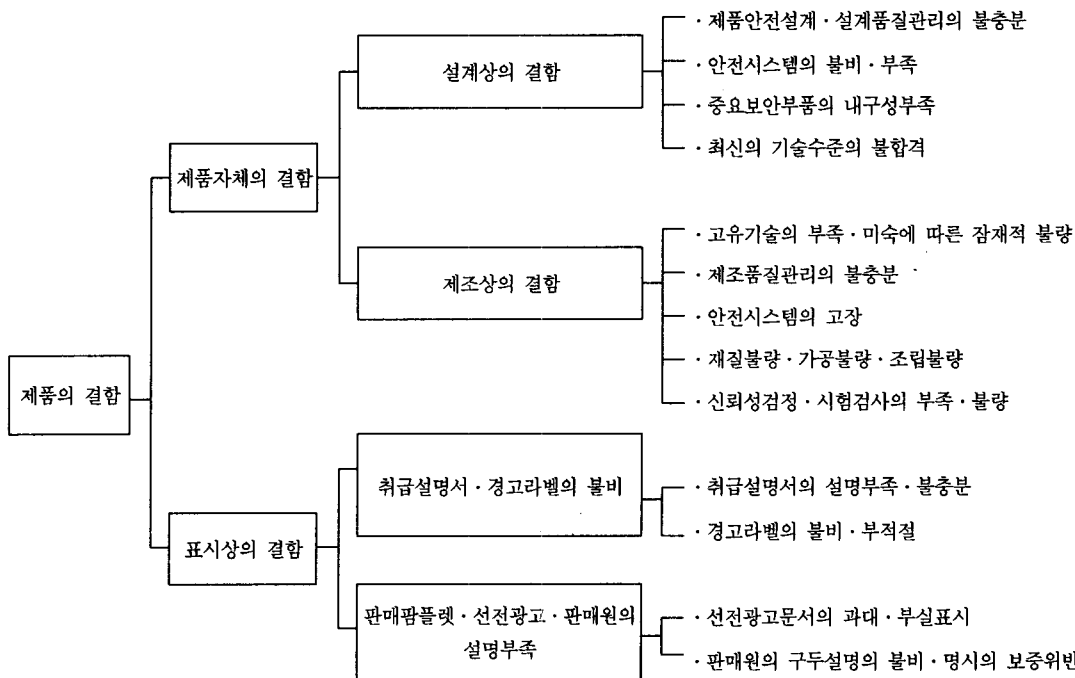 · 제품안전설계 · 설계품질관리의 불충분
설계상의 결함
· 안전시스템의 불비 · 부족
· 중요보안부품의 내구성부족
· 최신의 기술수준의 불합격
제품자체의 결함
· 고유기술의 부족 · 미숙에 따른 잠재적 불량
제조상의 결함
· 제조품질관리의 불충분
· 안전시스템의 고장
· 재질불량 · 가공불량 · 조립불량
· 신뢰성검정 · 시험검사의 부족 · 불량
제품의 결함
취급설명서 · 경고라벨의 불비
· 취급설명서의 설명부족 · 불충분
· 경고라벨의 불비 · 부적절
표시상의 결함
판매팜플렛 · 선전광고 · 판매원의
설명부족
· 선전광고문서의 과대 · 부실표시
· 판매원의 구두설명의 불비 · 명시의 보증위반